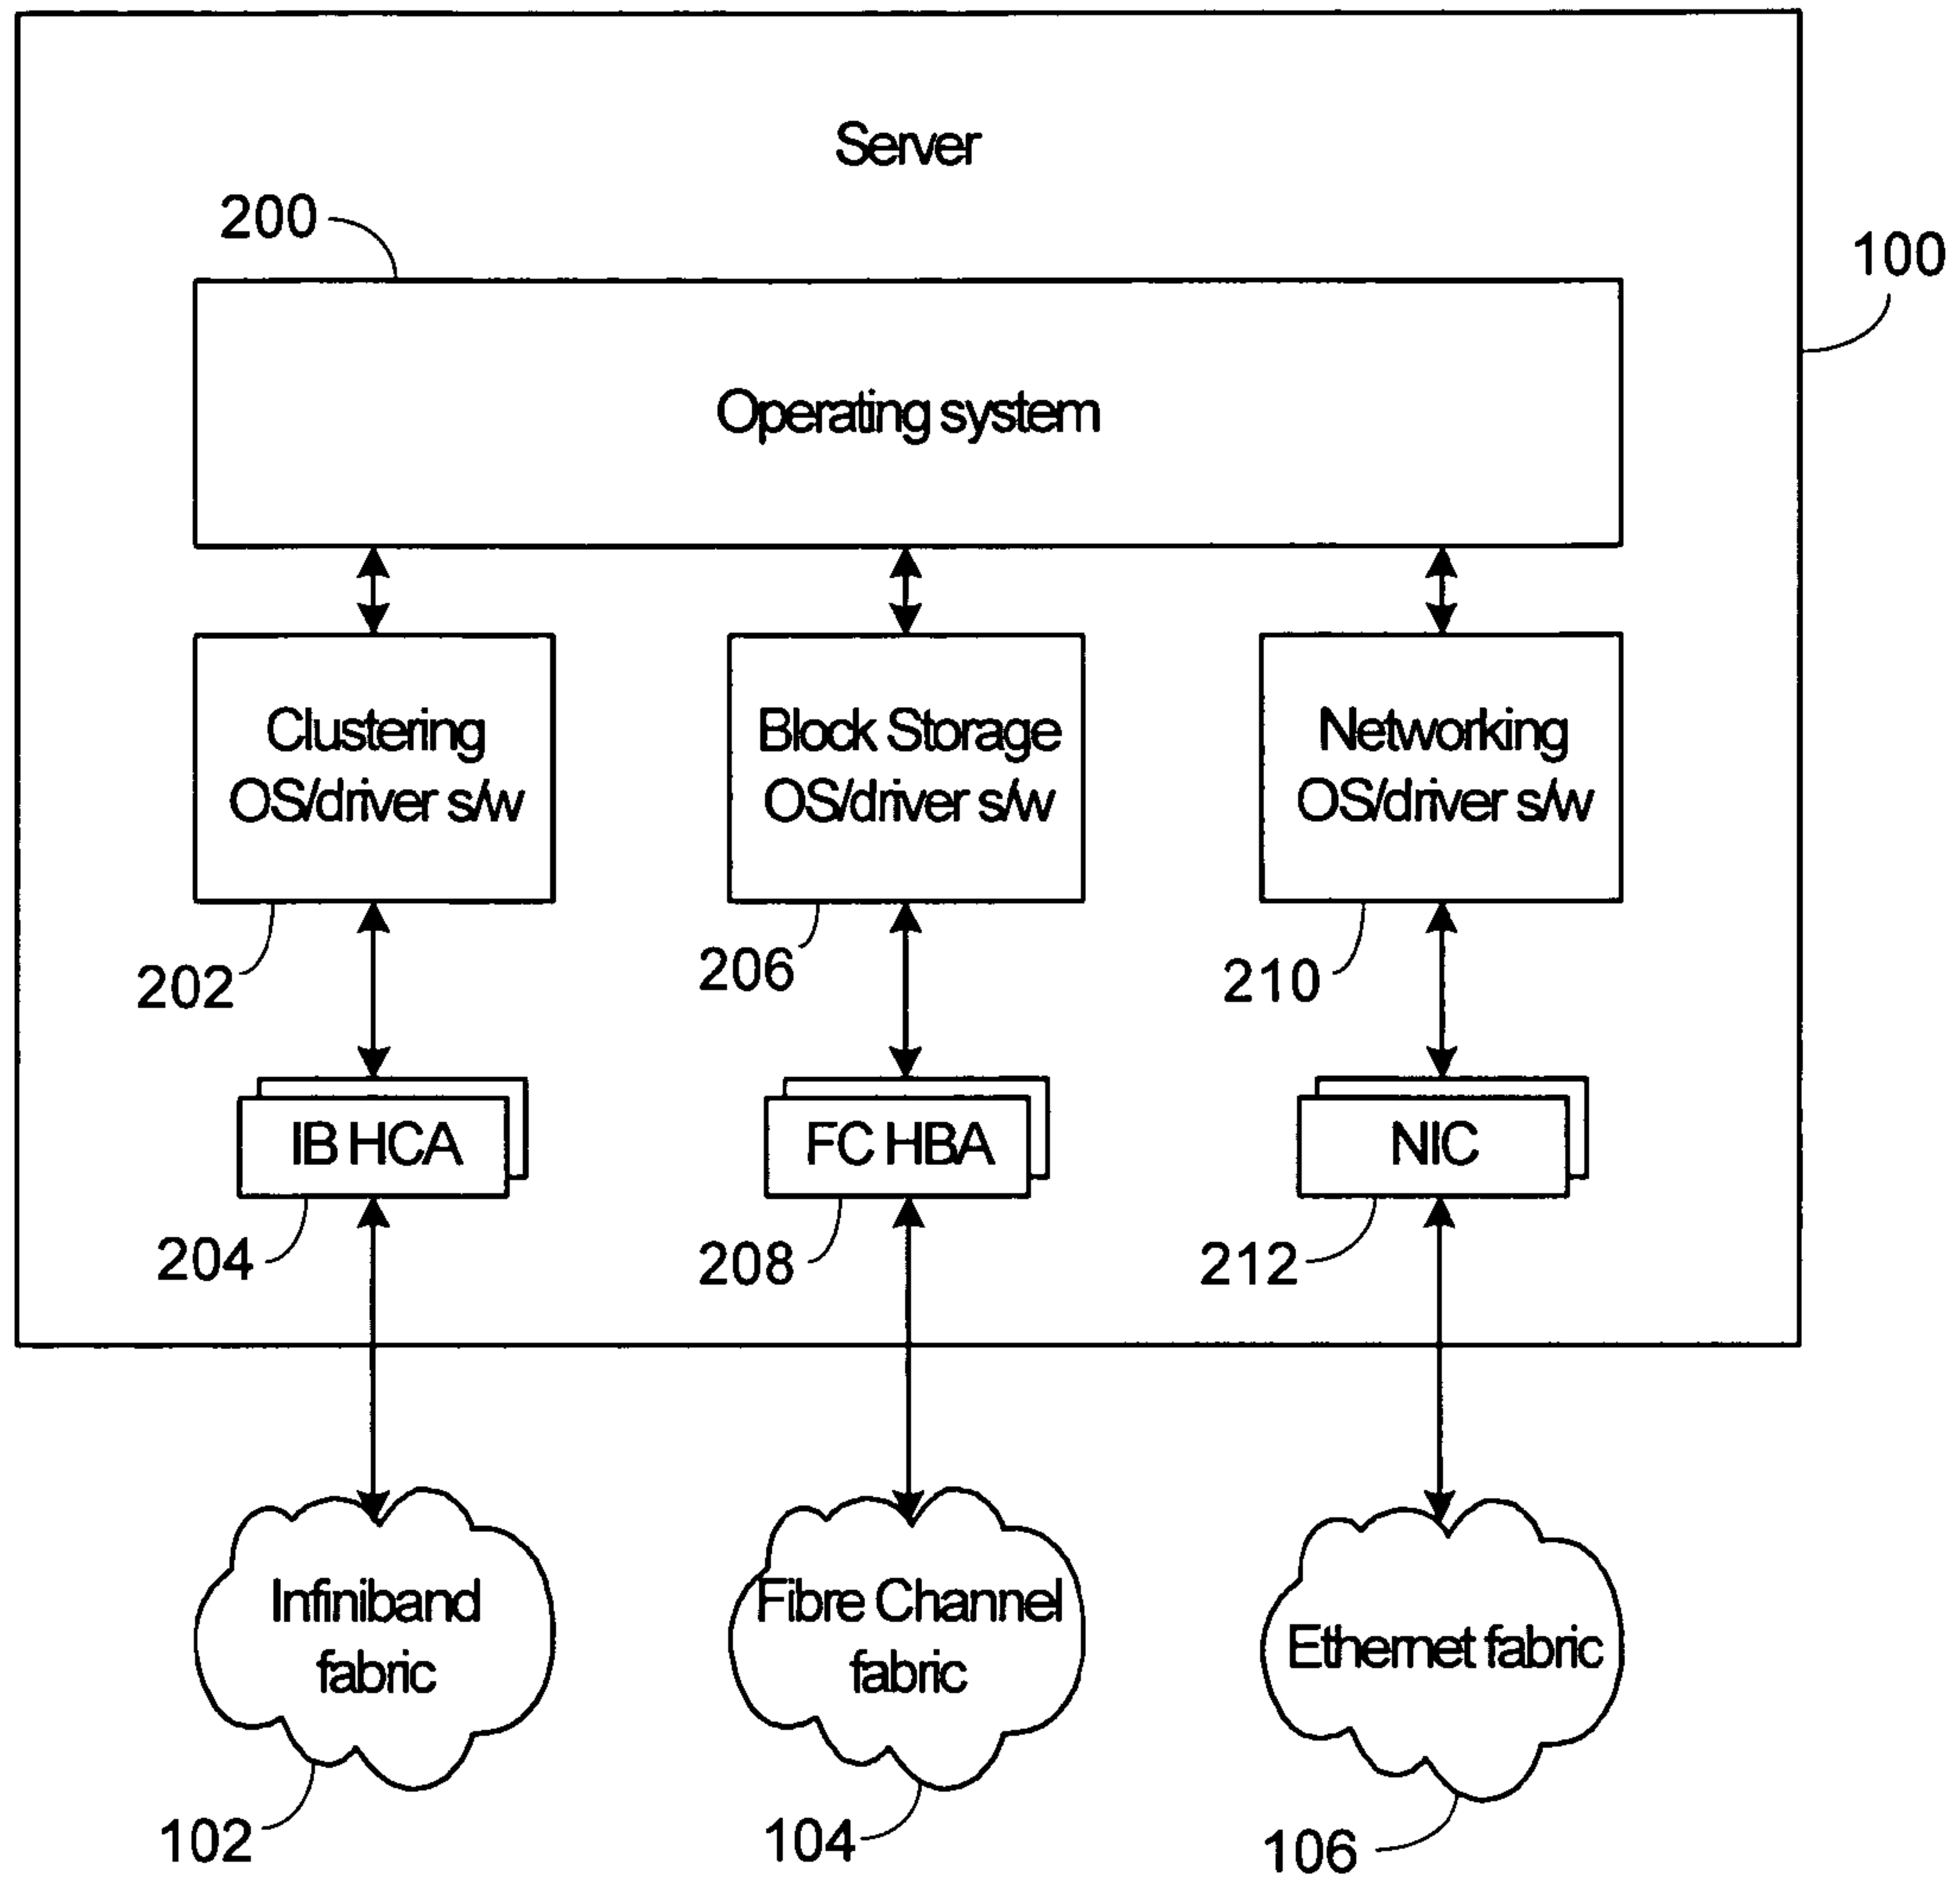 Server
200
100
Operating system
Clustering
OS/driver s/w
Block Storage
OS/driver s/w
Networking
OS/driver s/w
202
206
210
IB HCA
FC HBA
NIC
204
208
212
Infiniband
fabric
Fibre Channel
fabric
Ethernet fabric
102
104
106